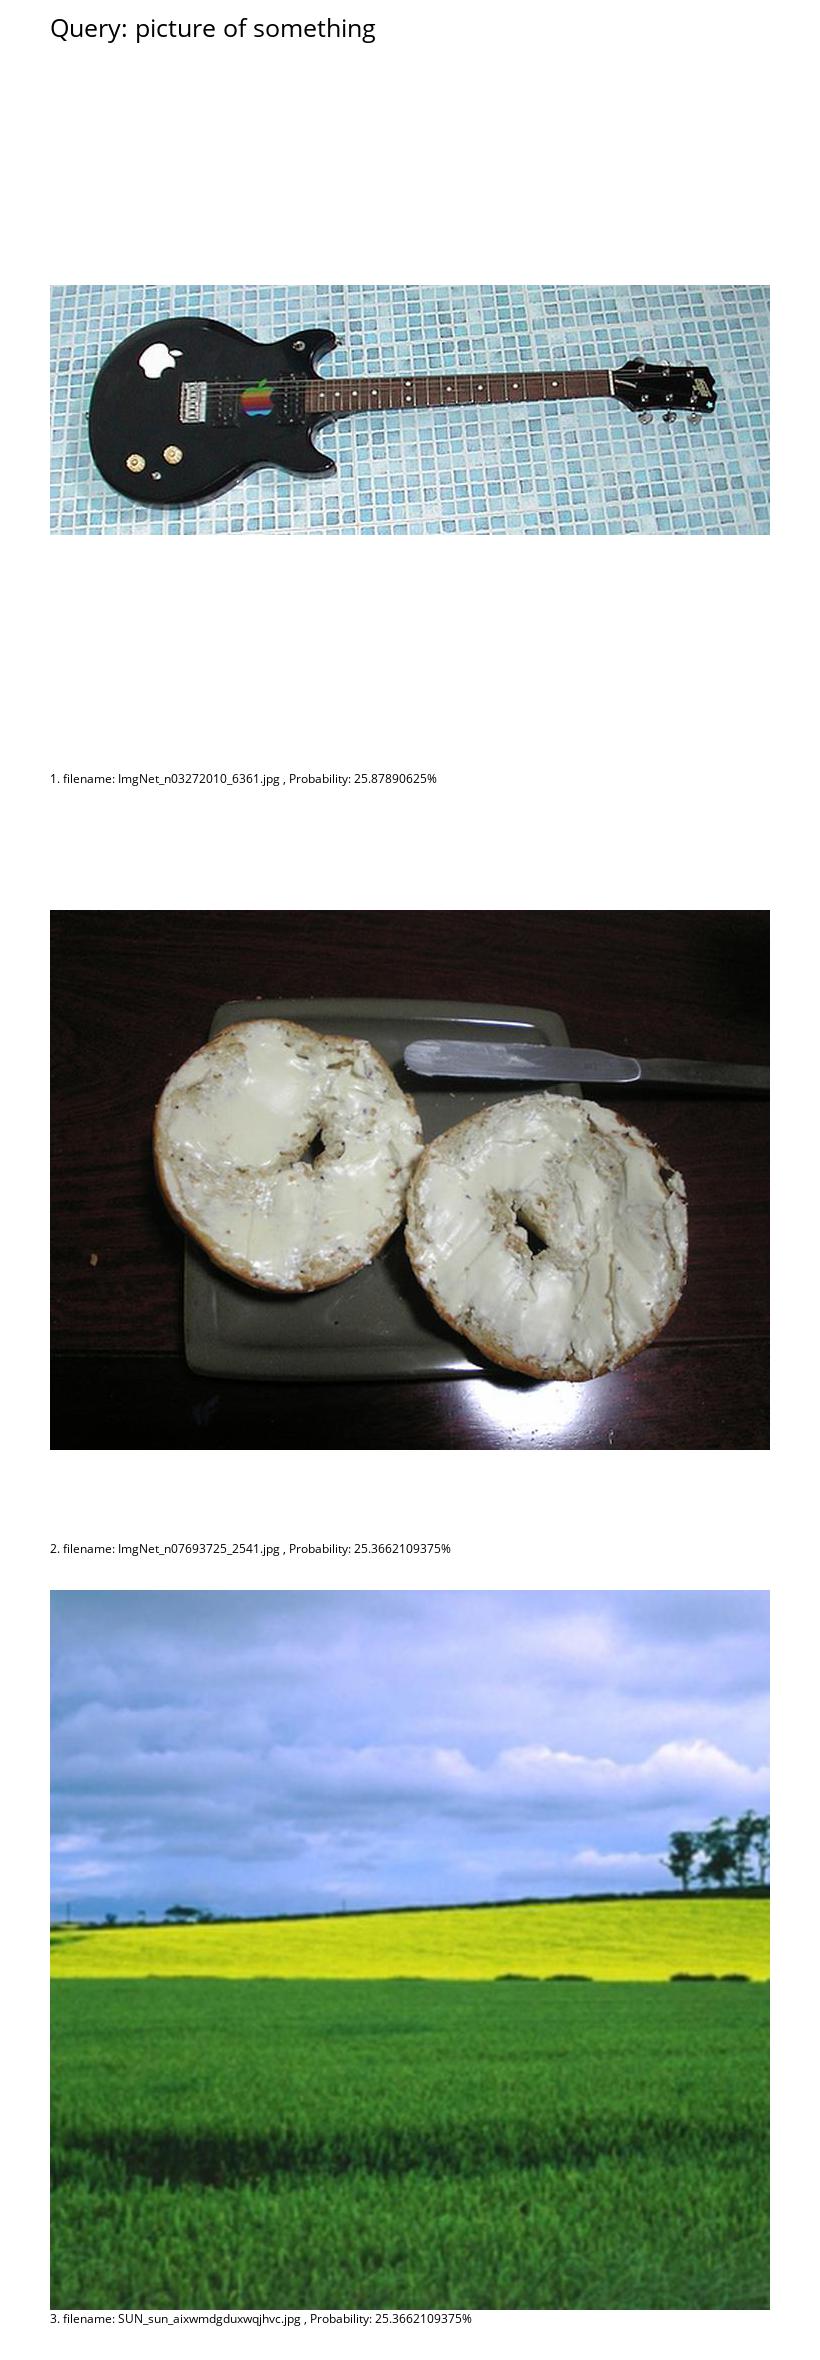 Query: picture of something
1. filename: ImgNet_n03272010_6361.jpg , Probability: 25.87890625%
2. filename: ImgNet_n07693725_2541.jpg , Probability: 25.3662109375%
3. filename: SUN_sun_aixwmdgduxwqjhvc.jpg , Probability: 25.3662109375%